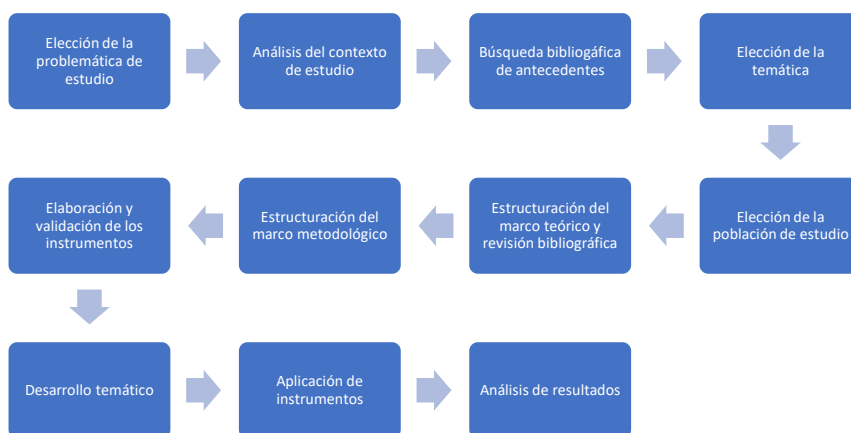 Elección de la
problemática de
estudio
Análisis del contexto
de estudio
Búsqueda bibliogáfica
de antecedentes
Elección de la
temática
Elección de la
población de estudio
Estructuración del
marco teórico y
revisión bibliográfica
Estructuración del
marco metodológico
Elaboración y
validación de los
instrumentos
Desarrollo temático
Aplicación de
instrumentos
Análisis de resultados